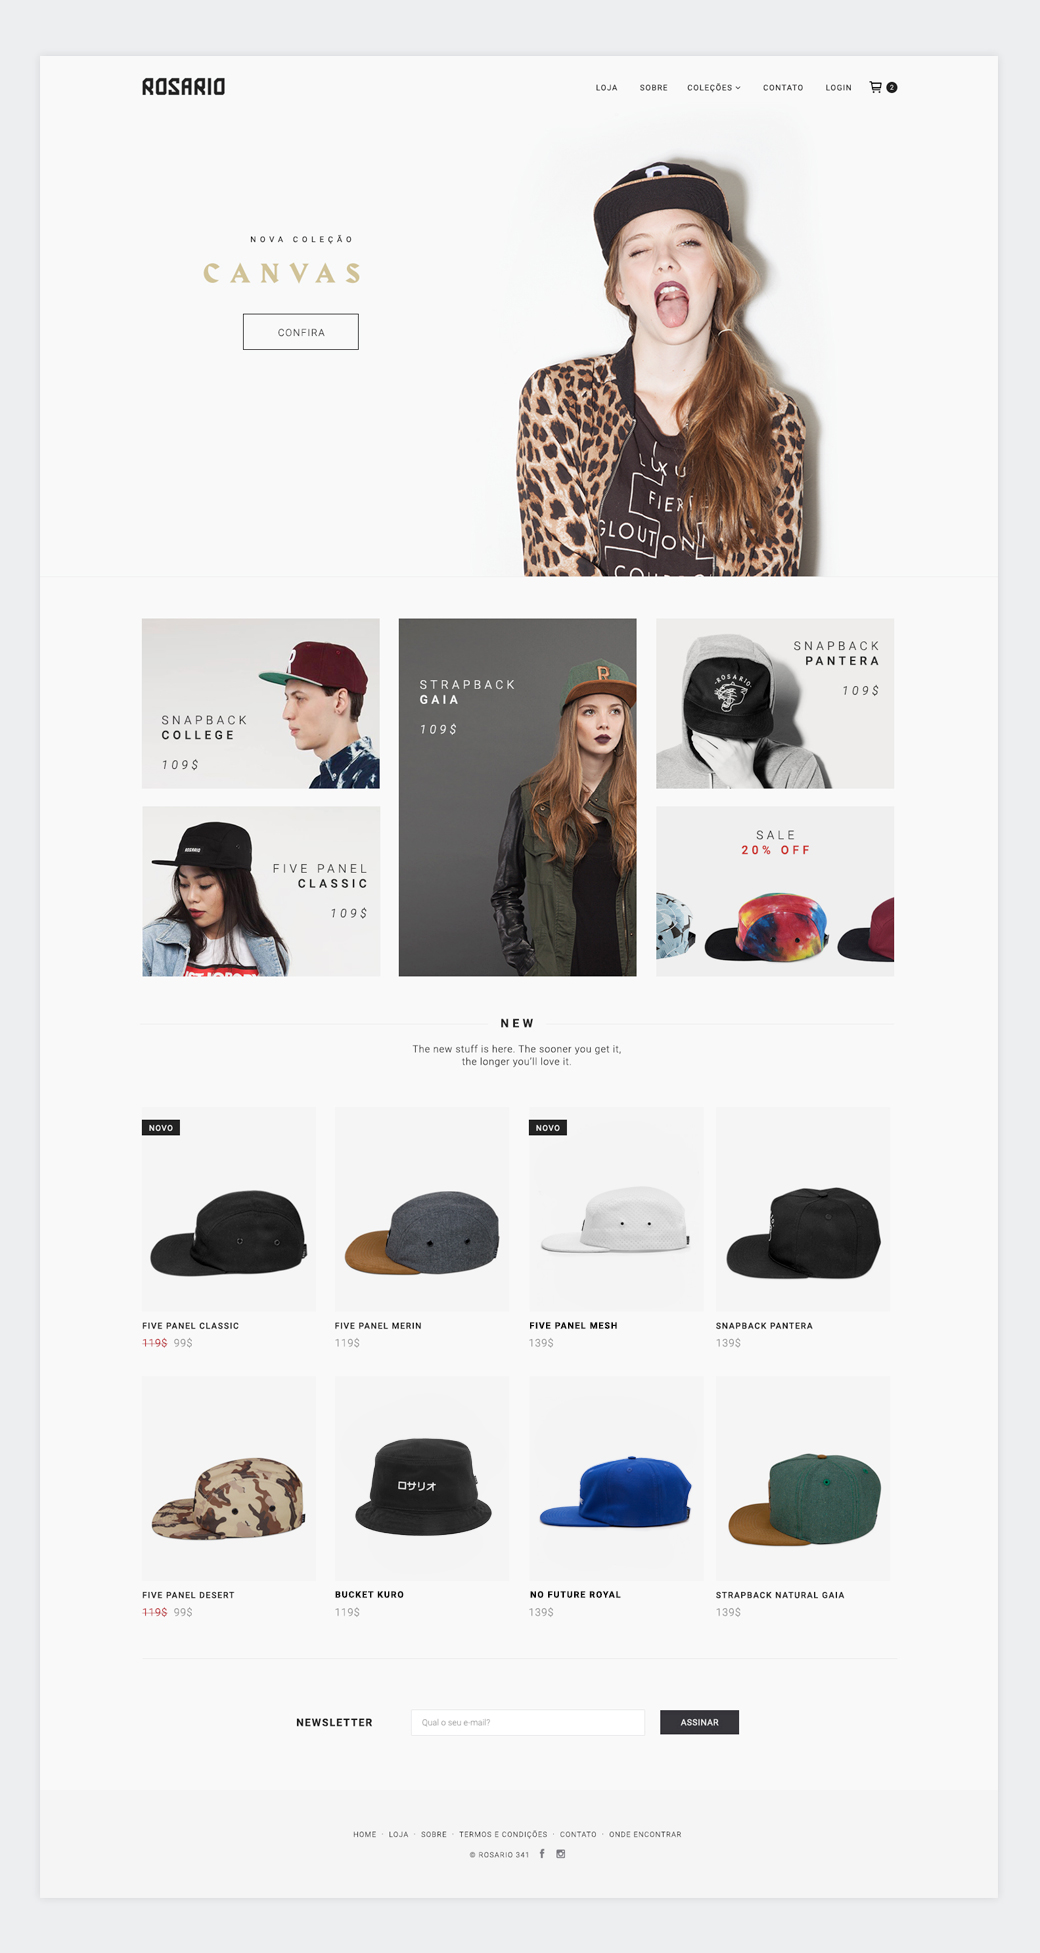 ROSARIO
LOJA SOBRE COLEÇÕES CONTATO LOGIN 2
NOVA COLEÇÃO
CANVAS
CONFIRA
LUXU
FIER
GLOUTON
SNAPBACK
COLLEGE
109$
R
STRAPBACK
GAIA
109$
R
SNAPBACK
PANTERA
109$
ROSARIO
FIVE PANEL
CLASSIC
109$
ROSARIO
SALE
20% OFF
NEW
The new stuff is here. The sooner you get it,
the longer you'll love it.
NOVO
NOVO
FIVE PANEL CLASSIC
119$ 99$
FIVE PANEL MERIN
119$
FIVE PANEL MESH
139$
SNAPBACK PANTERA
139$
ロサリオ
FIVE PANEL DESERT
119$ 99$
BUCKET KURO
119$
NO FUTURE ROYAL
139$
STRAPBACK NATURAL GAIA
139$
NEWSLETTER Qual o seu e-mail? ASSINAR
HOME · LOJA · SOBRE · TERMOS E CONDIÇÕES · CONTATO · ONDE ENCONTRAR
© ROSARIO 341